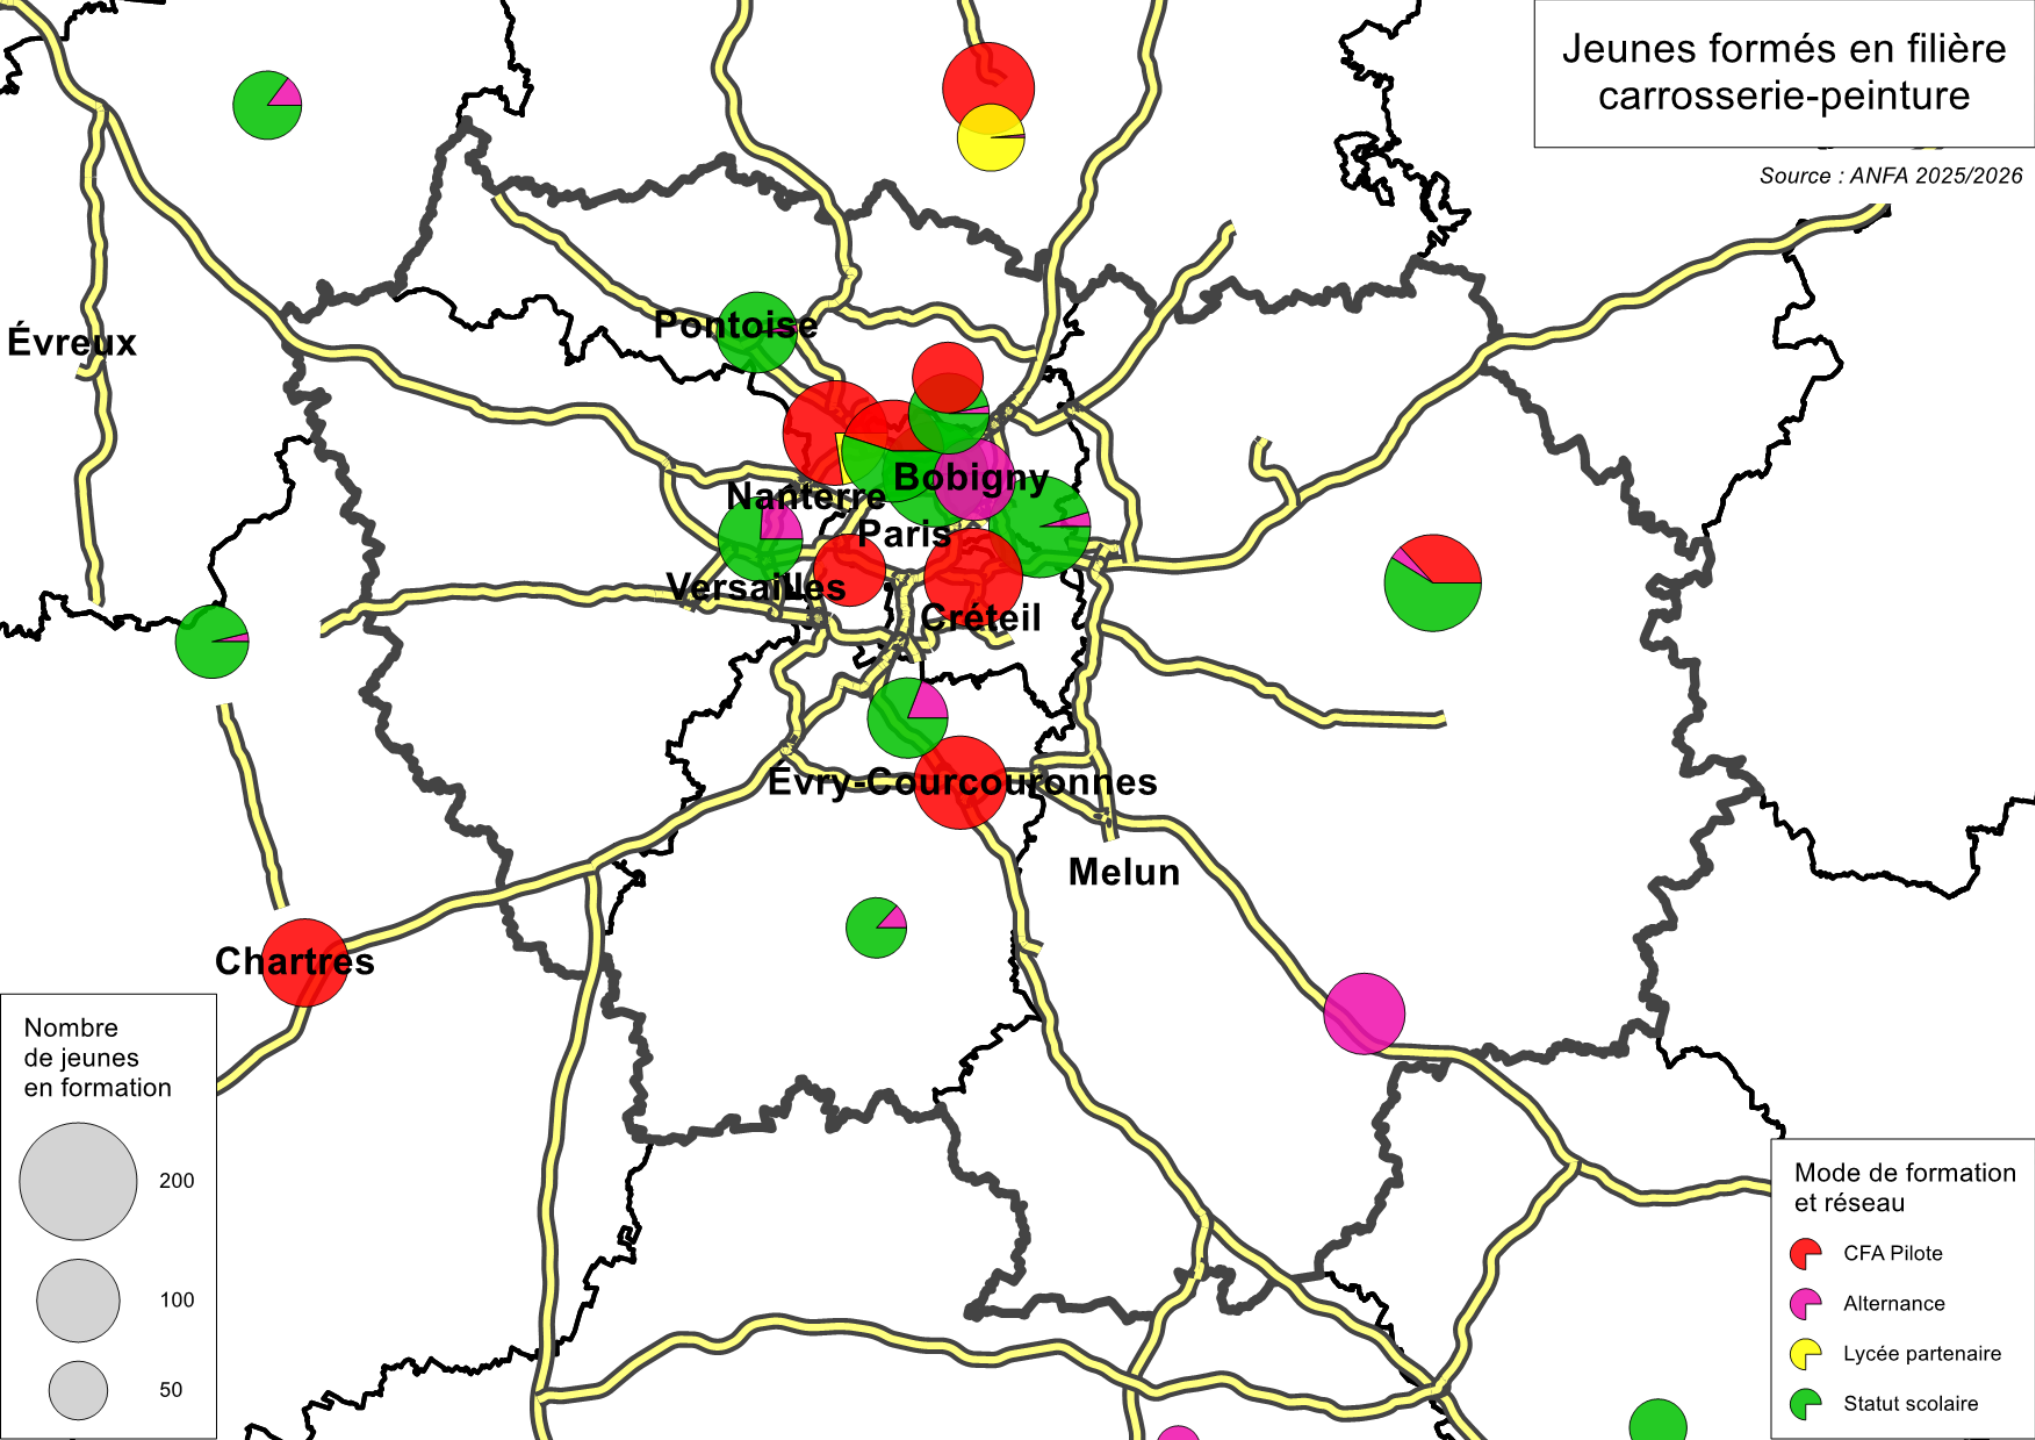 Jeunes formés en filière
carrosserie-peinture
Source : ANFA 2025/2026
Évreux
Pontoise
Bobigny
Nanterre
Paris
Versailles
Créteil
Évry-Courcouronnes
Melun
Chartres
Nombre
de jeunes
en formation
200
100
50
Mode de formation
et réseau
CFA Pilote
Alternance
Lycée partenaire
Statut scolaire